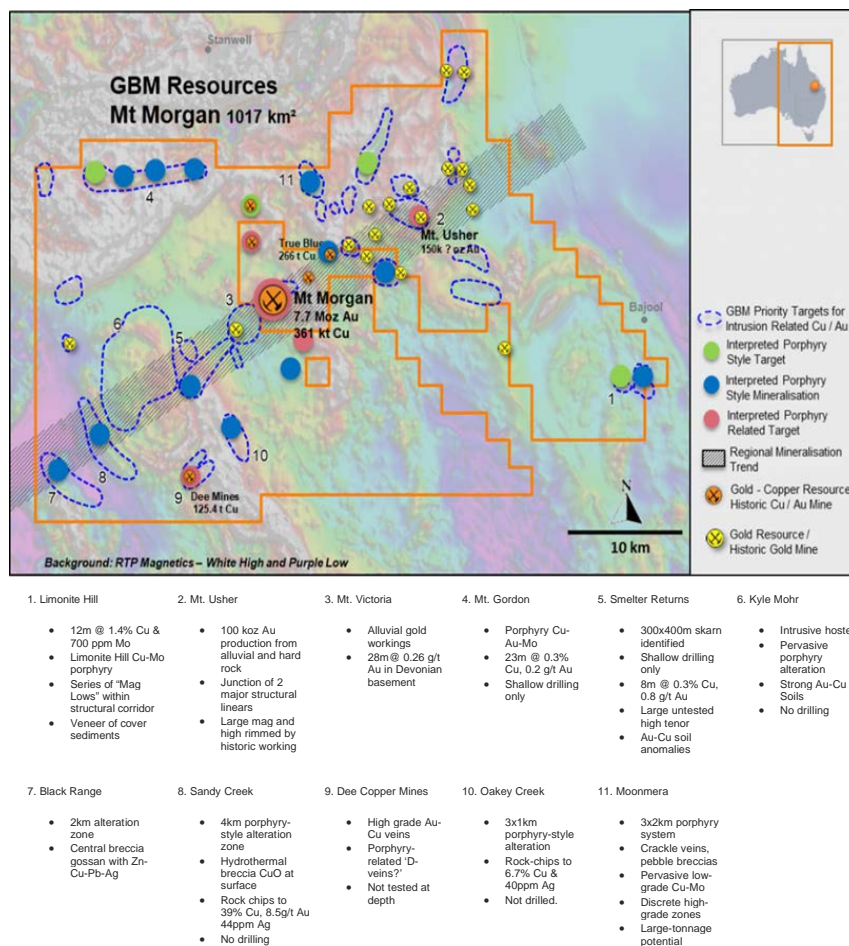 Stanwell
GBM Resources
Mt Morgan 1017 km²
11
4
2
Mt, Usher
150k ? oz Au
True Blue
266 t Cu
3
Mt Morgan
7.7 Moz Au
361 kt Cu
6
5
Bajool
1
10
8
7
9
Dee Mines
125.4 t Cu
N
10 km
Background: RTP Magnetics – White High and Purple Low
GBM Priority Targets for
Intrusion Related Cu / Au
Interpreted Porphyry
Style Target
Interpreted Porphyry
Style Mineralisation
Interpreted Porphyry
Related Target
Regional Mineralisation
Trend
Gold - Copper Resource
Historic Cu / Au Mine
Gold Resource /
Historic Gold Mine
1. Limonite Hill
• 12m @ 1.4% Cu &
700 ppm Mo
• Limonite Hill Cu-Mo
porphyry
• Series of "Mag
Lows" within
structural corridor
• Veneer of cover
sediments
2. Mt. Usher
• 100 koz Au
production from
alluvial and hard
rock
• Junction of 2
major structural
linears
• Large mag and
high rimmed by
historic working
3. Mt. Victoria
• Alluvial gold
workings
• 28m@ 0.26 g/t
Au in Devonian
basement
4. Mt. Gordon
• Porphyry Cu-
Au-Mo
• 23m @ 0.3%
Cu, 0.2 g/t Au
• Shallow drilling
only
5. Smelter Returns
• 300x400m skarn
identified
• Shallow drilling
only
• 8m @ 0.3% Cu,
0.8 g/t Au
• Large untested
high tenor
• Au-Cu soil
anomalies
6. Kyle Mohr
• Intrusive hoste
• Pervasive
porphyry
alteration
• Strong Au-Cu
Soils
• No drilling
7. Black Range
• 2km alteration
zone
• Central breccia
gossan with Zn-
Cu-Pb-Ag
8. Sandy Creek
• 4km porphyry-
style alteration
zone
• Hydrothermal
breccia CuO at
surface
• Rock chips to
39% Cu, 8.5g/t Au
44ppm Ag
• No drilling
9. Dee Copper Mines
• High grade Au-
Cu veins
• Porphyry-
related 'D-
veins?'
• Not tested at
depth
10. Oakey Creek
• 3x1km
porphyry-style
alteration
• Rock-chips to
6.7% Cu &
40ppm Ag
• Not drilled.
11. Moonmera
• 3x2km porphyry
system
• Crackle veins,
pebble breccias
• Pervasive low-
grade Cu-Mo
• Discrete high-
grade zones
• Large-tonnage
potential